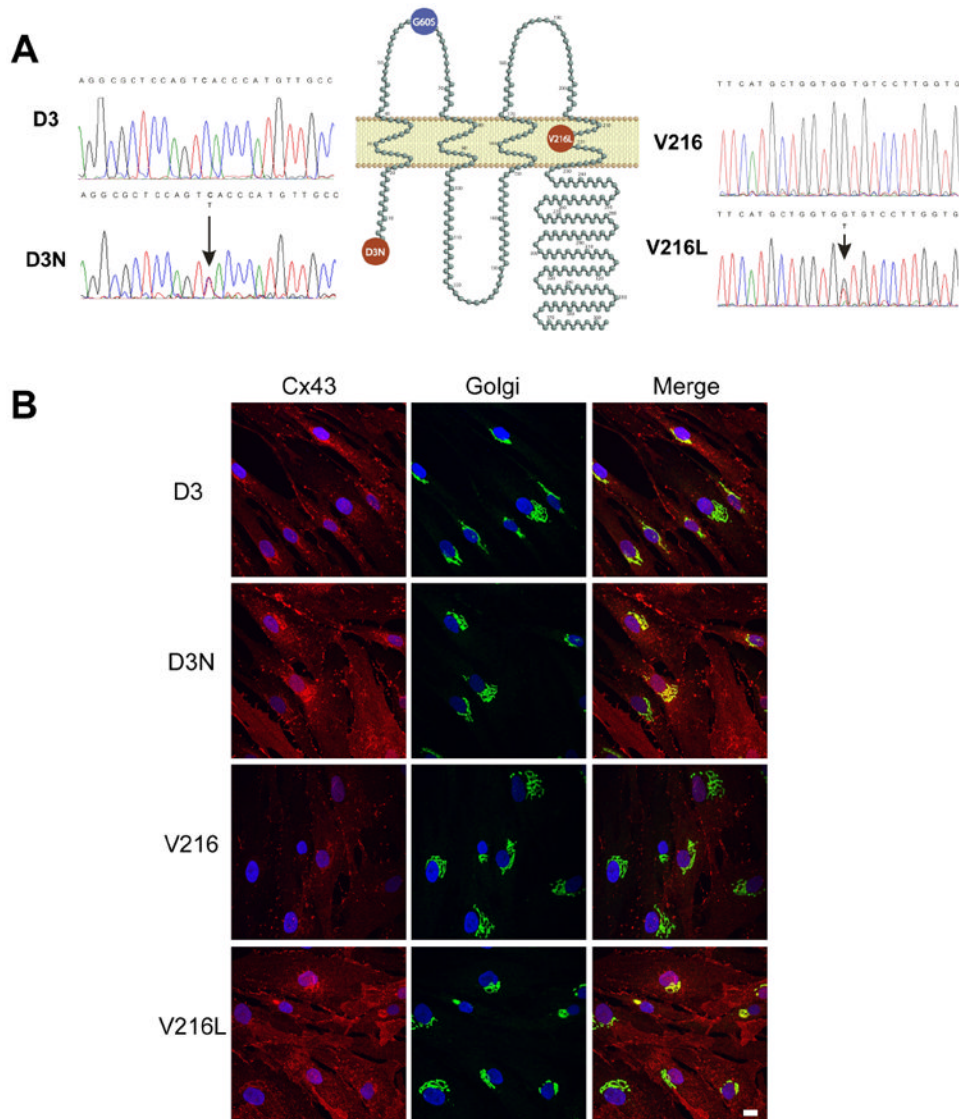 A
G60S
AGGCGCTCCAGTCACCCATGTTGCC
D3
TTCATGCTGGTGGTGTCCTTGGTG
V216
V216L
AGGCGCTCCAGTCACCCATGTTGCC
T
D3N
D3N
TTCATGCTGGTGGTGTCCTTGGTG
T
V216L
B
Cx43 Golgi Merge
D3
D3N
V216
V216L